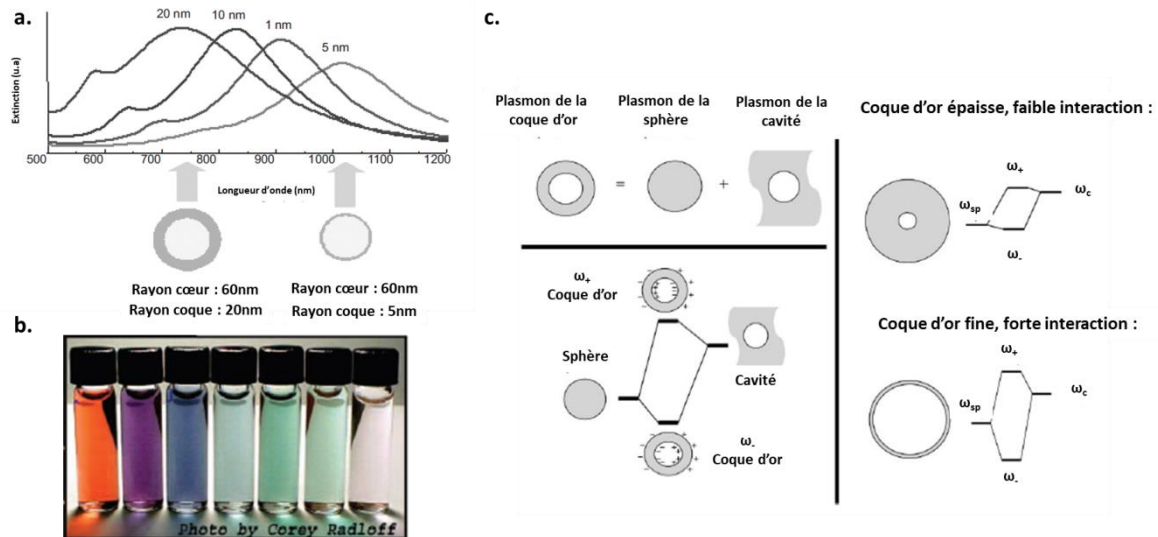 a.
20 nm
10 nm
1 nm
5 nm
Extinction (u.a)
500
600
700
800
900
1000
1100
1200
Longueur d'onde (nm)
Rayon cœur : 60nm
Rayon coque : 20nm
Rayon cœur : 60nm
Rayon coque : 5nm
b.
Photo by Corey Radloff
c.
Plasmon de la
coque d'or
=
Plasmon de la
sphère
+
Plasmon de la
cavité
ω+
Coque d'or
Sphère
Cavité
ω-
Coque d'or
Coque d'or épaisse, faible interaction :
ω+
ωc
ωsp
ω-
Coque d'or fine, forte interaction :
ω+
ωc
ωsp
ω-